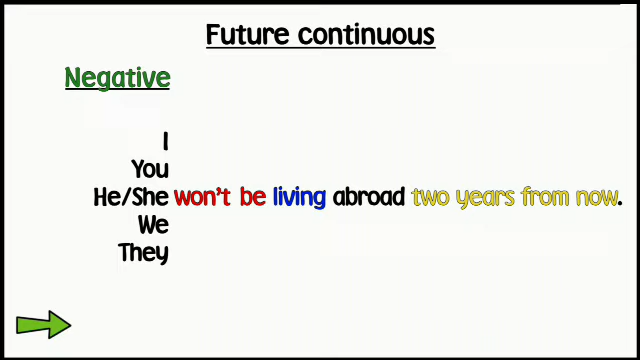 Future continuous
Negative
I
You
He/She won't be living abroad two years from now.
We
They